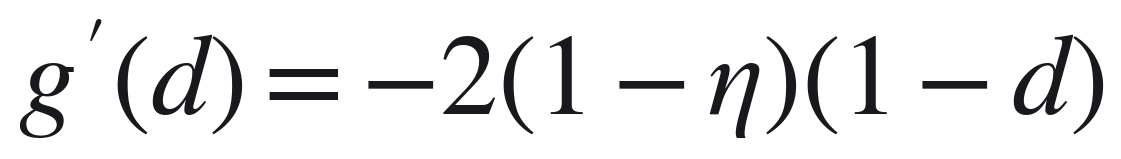 g′(d) = −2(1 − η)(1 − d)